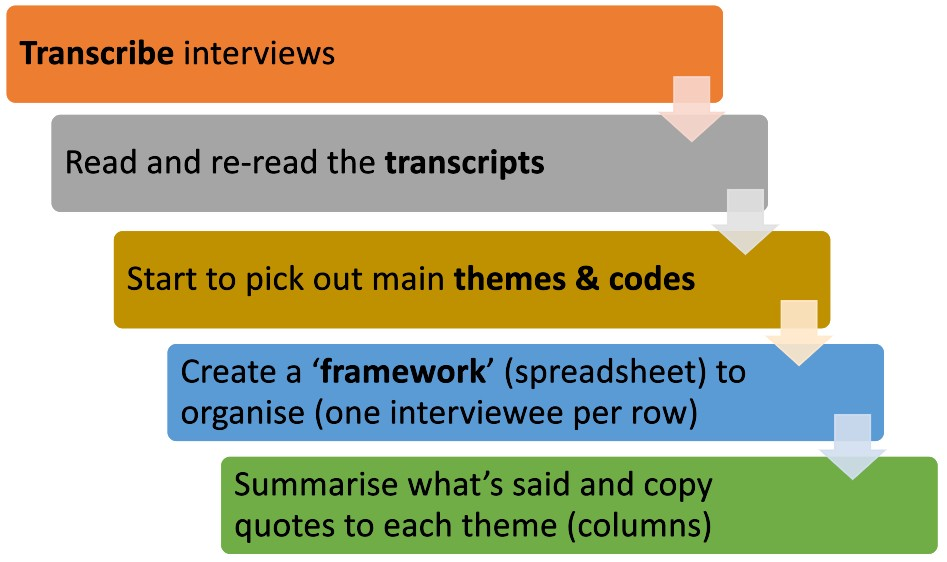 Transcribe interviews
Read and re-read the transcripts
Start to pick out main themes & codes
Create a ‘framework’ (spreadsheet) to
organise (one interviewee per row)
Summarise what’s said and copy
quotes to each theme (columns)